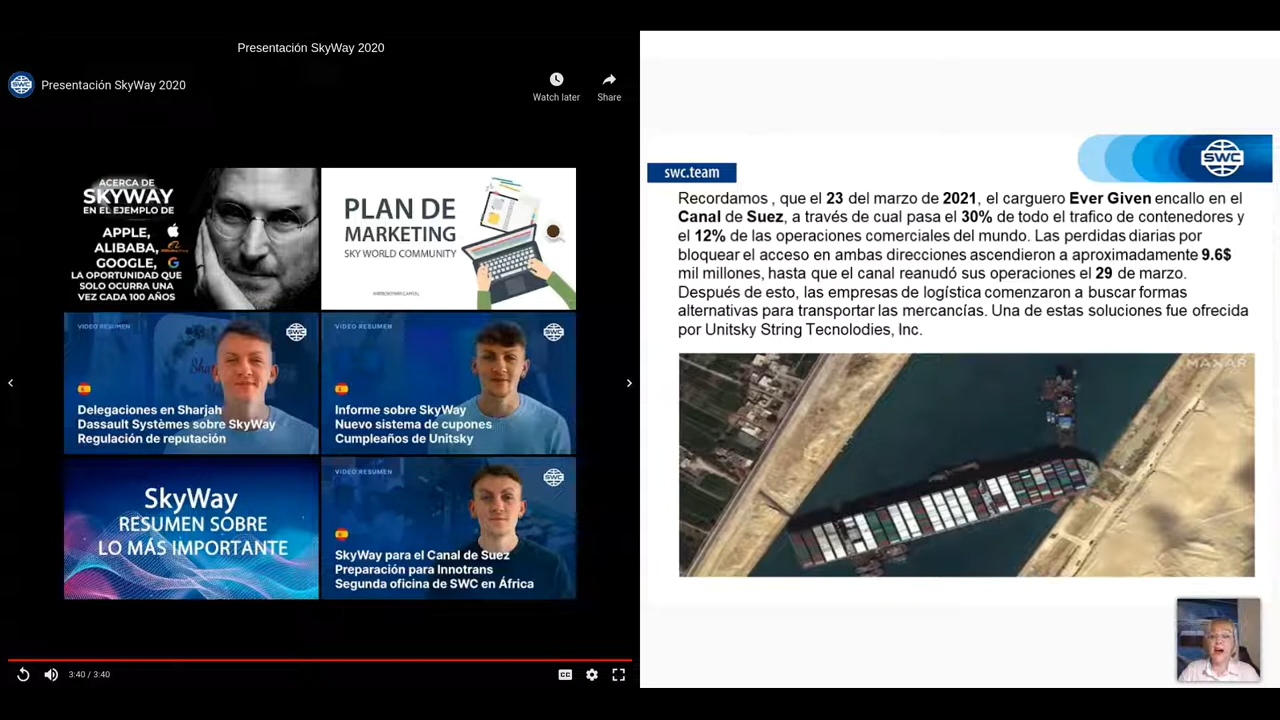 Presentación SkyWay 2020
SWC
Presentación SkyWay 2020
Watch later
Share
ACERCA DE
SKYWAY
EN EL EJEMPLO DE
APPLE,
ALIBABA,
GOOGLE,
LA OPORTUNIDAD QUE
SOLO OCURRA UNA
VEZ CADA 100 AÑOS
PLAN DE
MARKETING
SKY WORLD COMMUNITY
VIDEO RESUMEN
SWC
Delegaciones en Sharjah
Dassault Systèmes sobre SkyWay
Regulación de reputación
VIDEO RESUMEN
SWC
Informe sobre SkyWay
Nuevo sistema de cupones
Cumpleaños de Unitsky
SkyWay
RESUMEN SOBRE
LO MÁS IMPORTANTE
VIDEO RESUMEN
SWC
SkyWay para el Canal de Suez
Preparación para Innotrans
Segunda oficina de SWC en África
3:40 / 3:40
CC
swc.team
SWC
Recordamos , que el 23 del marzo de 2021, el carguero Ever Given encallo en el
Canal de Suez, a través de cual pasa el 30% de todo el trafico de contenedores y
el 12% de las operaciones comerciales del mundo. Las perdidas diarias por
bloquear el acceso en ambas direcciones ascendieron a aproximadamente 9.6$
mil millones, hasta que el canal reanudó sus operaciones el 29 de marzo.
Después de esto, las empresas de logística comenzaron a buscar formas
alternativas para transportar las mercancías. Una de estas soluciones fue ofrecida
por Unitsky String Tecnolodies, Inc.
MAXAR